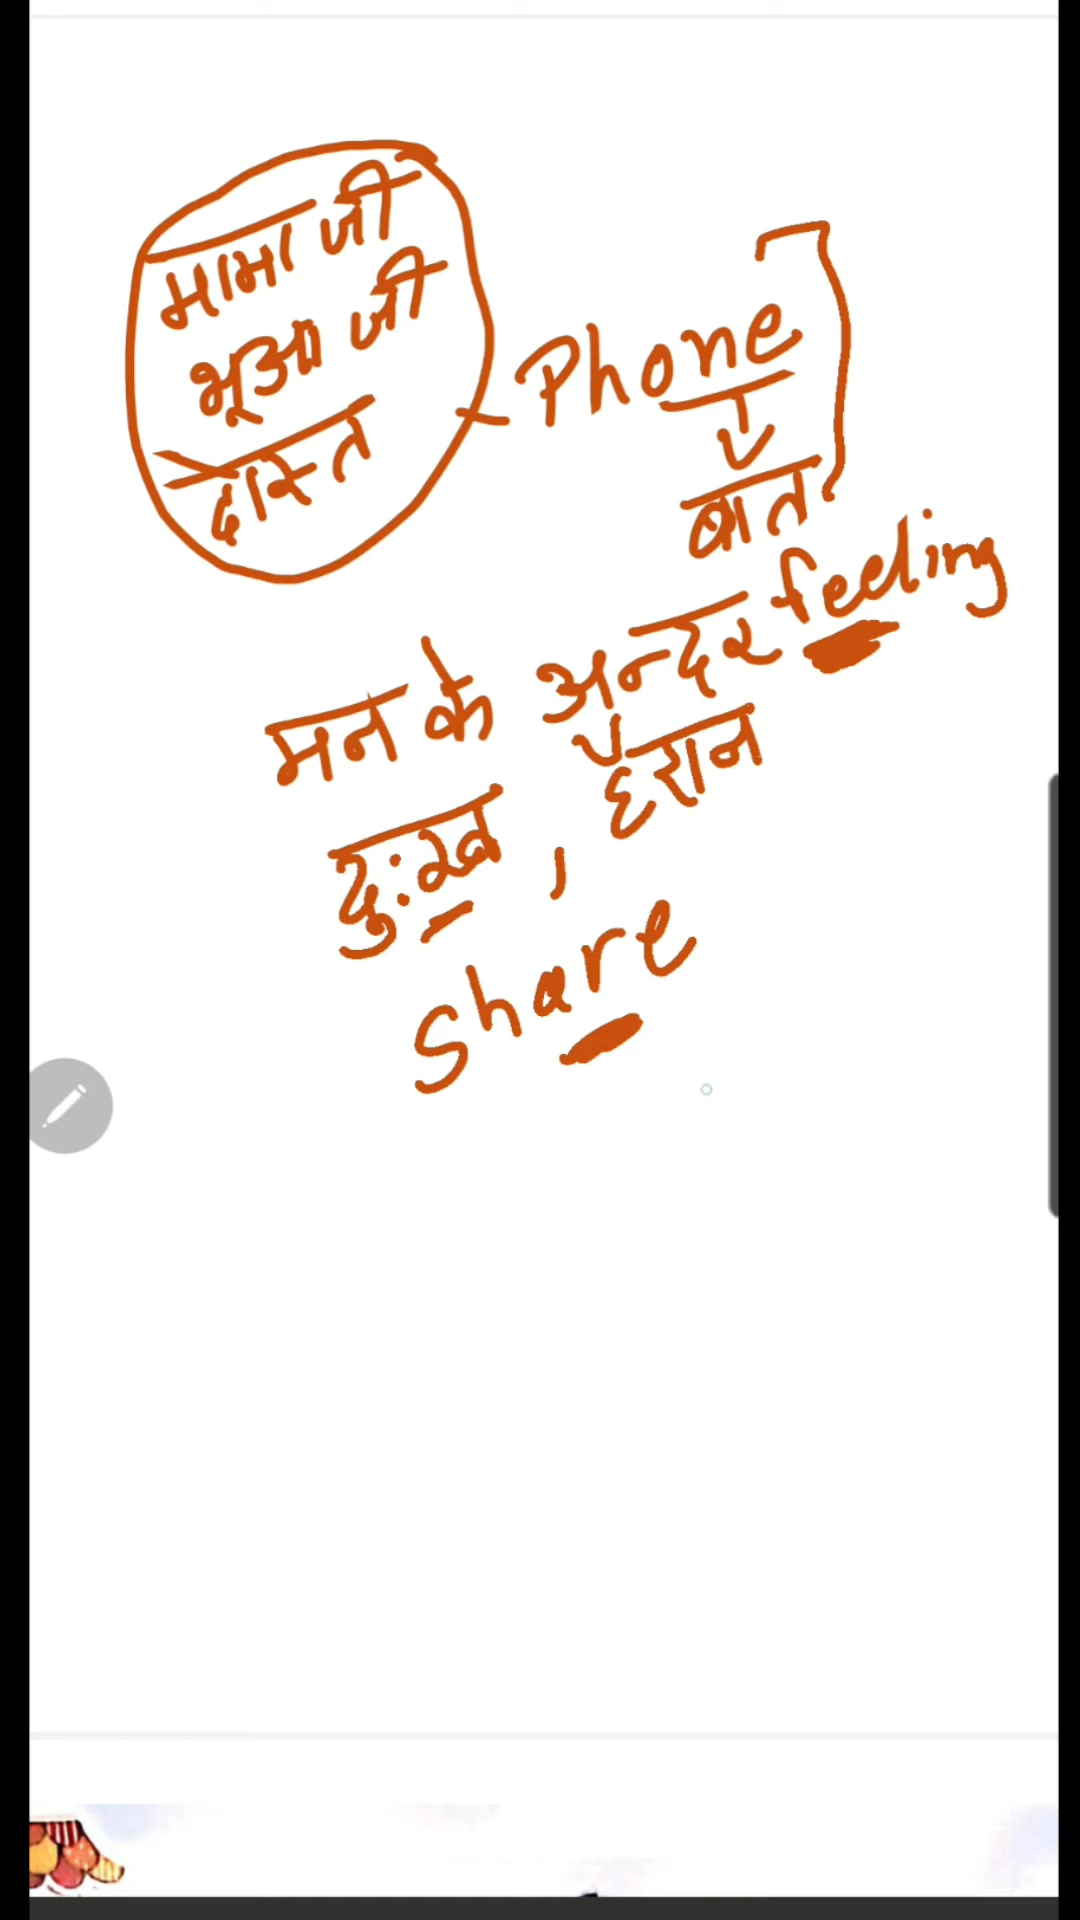 मामा जी
भूआ जी
दोस्त
Phone
बात
मन के अन्दर feeling
दुःख , हैरान
Share